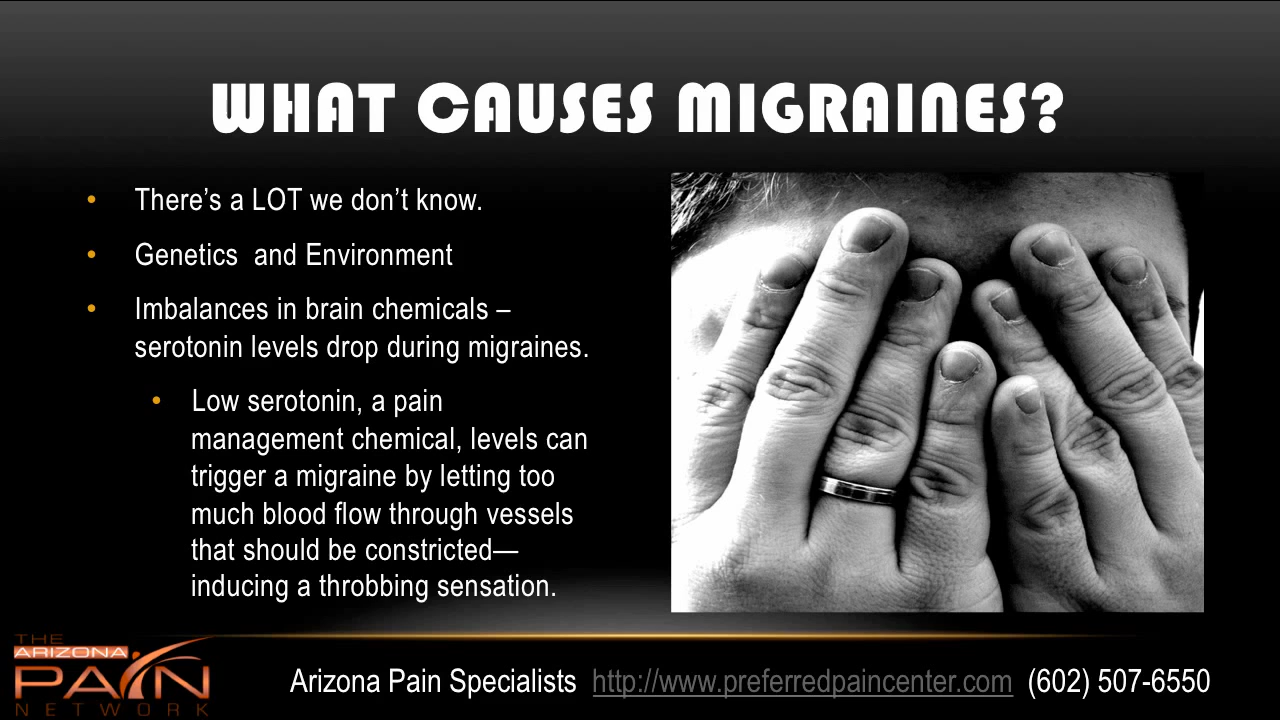 WHAT CAUSES MIGRAINES?
• There's a LOT we don't know.
• Genetics  and Environment
• Imbalances in brain chemicals –
serotonin levels drop during migraines.
• Low serotonin, a pain
management chemical, levels can
trigger a migraine by letting too
much blood flow through vessels
that should be constricted—
inducing a throbbing sensation.
THE
ARIZONA
PAIN
NETWORK
Arizona Pain Specialists  http://www.preferredpaincenter.com  (602) 507-6550